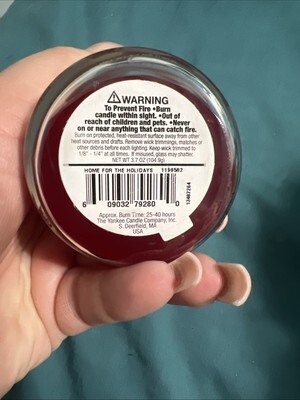 ⚠WARNING
To Prevent Fire •Burn
candle within sight. •Out of
reach of children and pets. •Never
on or near anything that can catch fire.
Burn on protected, heat-resistant surface away from other
heat sources and drafts. Remove wick trimmings, matches or
other debris before each lighting. Keep wick trimmed to
1/8" - 1/4" at all times. If misused, glass may shatter.
NET WT 3.7 OZ (104.9g)
HOME FOR THE HOLIDAYS 1199562
6 09032 79280 0
Approx. Burn Time: 25-40 hours
The Yankee Candle Company, Inc.
S. Deerfield, MA
USA